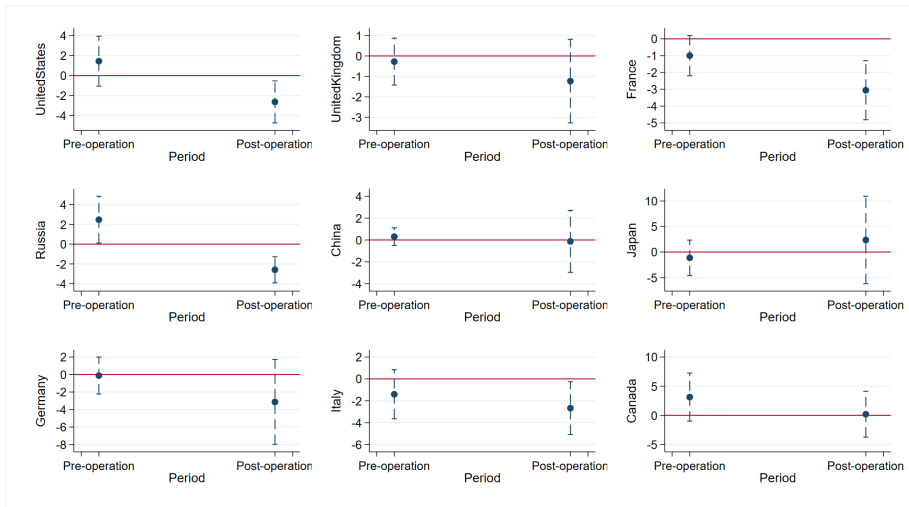 UnitedStates
4
2
0
-2
-4
Pre-operation Post-operation
Period
UnitedKingdom
1
0
-1
-2
-3
Pre-operation Post-operation
Period
France
0
-1
-2
-3
-4
-5
Pre-operation Post-operation
Period
Russia
4
2
0
-2
-4
Pre-operation Post-operation
Period
China
4
2
0
-2
-4
Pre-operation Post-operation
Period
Japan
10
5
0
-5
Pre-operation Post-operation
Period
Germany
2
0
-2
-4
-6
-8
Pre-operation Post-operation
Period
Italy
2
0
-2
-4
-6
Pre-operation Post-operation
Period
Canada
10
5
0
-5
Pre-operation Post-operation
Period